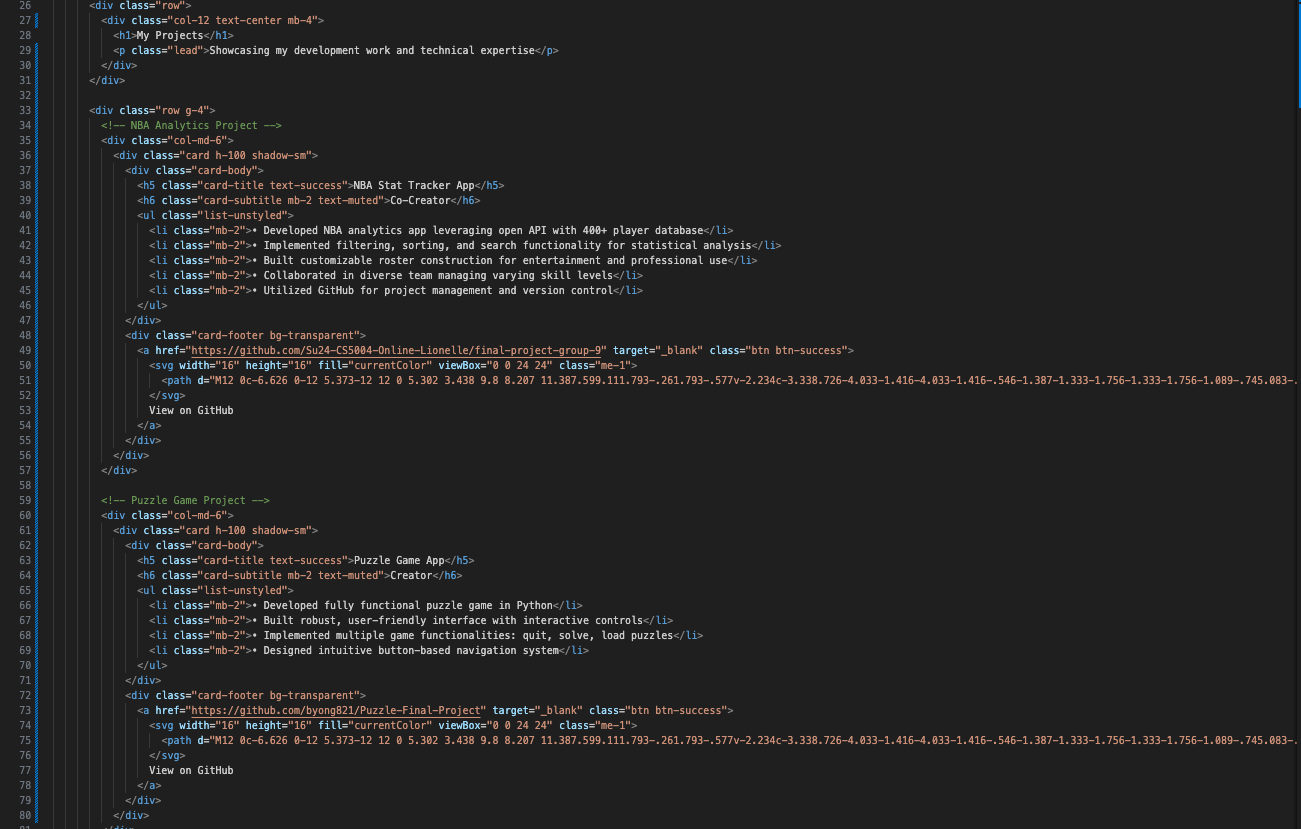 26 <div class="row">
27 <div class="col-12 text-center mb-4">
28 <h1>My Projects</h1>
29 <p class="lead">Showcasing my development work and technical expertise</p>
30 </div>
31 </div>
32
33 <div class="row g-4">
34 <!-- NBA Analytics Project -->
35 <div class="col-md-6">
36 <div class="card h-100 shadow-sm">
37 <div class="card-body">
38 <h5 class="card-title text-success">NBA Stat Tracker App</h5>
39 <h6 class="card-subtitle mb-2 text-muted">Co-Creator</h6>
40 <ul class="list-unstyled">
41 <li class="mb-2">• Developed NBA analytics app leveraging open API with 400+ player database</li>
42 <li class="mb-2">• Implemented filtering, sorting, and search functionality for statistical analysis</li>
43 <li class="mb-2">• Built customizable roster construction for entertainment and professional use</li>
44 <li class="mb-2">• Collaborated in diverse team managing varying skill levels</li>
45 <li class="mb-2">• Utilized GitHub for project management and version control</li>
46 </ul>
47 </div>
48 <div class="card-footer bg-transparent">
49 <a href="https://github.com/Su24-CS5004-Online-Lionelle/final-project-group-9" target="_blank" class="btn btn-success">
50 <svg width="16" height="16" fill="currentColor" viewBox="0 0 24 24" class="me-1">
51 <path d="M12 0c-6.626 0-12 5.373-12 12 0 5.302 3.438 9.8 8.207 11.387.599.111.793-.261.793-.577v-2.234c-3.338.726-4.033-1.416-4.033-1.416-.546-1.387-1.333-1.756-1.333-1.756-1.089-.745.083-.
52 </svg>
53 View on GitHub
54 </a>
55 </div>
56 </div>
57 </div>
58
59 <!-- Puzzle Game Project -->
60 <div class="col-md-6">
61 <div class="card h-100 shadow-sm">
62 <div class="card-body">
63 <h5 class="card-title text-success">Puzzle Game App</h5>
64 <h6 class="card-subtitle mb-2 text-muted">Creator</h6>
65 <ul class="list-unstyled">
66 <li class="mb-2">• Developed fully functional puzzle game in Python</li>
67 <li class="mb-2">• Built robust, user-friendly interface with interactive controls</li>
68 <li class="mb-2">• Implemented multiple game functionalities: quit, solve, load puzzles</li>
69 <li class="mb-2">• Designed intuitive button-based navigation system</li>
70 </ul>
71 </div>
72 <div class="card-footer bg-transparent">
73 <a href="https://github.com/byong821/Puzzle-Final-Project" target="_blank" class="btn btn-success">
74 <svg width="16" height="16" fill="currentColor" viewBox="0 0 24 24" class="me-1">
75 <path d="M12 0c-6.626 0-12 5.373-12 12 0 5.302 3.438 9.8 8.207 11.387.599.111.793-.261.793-.577v-2.234c-3.338.726-4.033-1.416-4.033-1.416-.546-1.387-1.333-1.756-1.333-1.756-1.089-.745.083-.
76 </svg>
77 View on GitHub
78 </a>
79 </div>
80 </div>